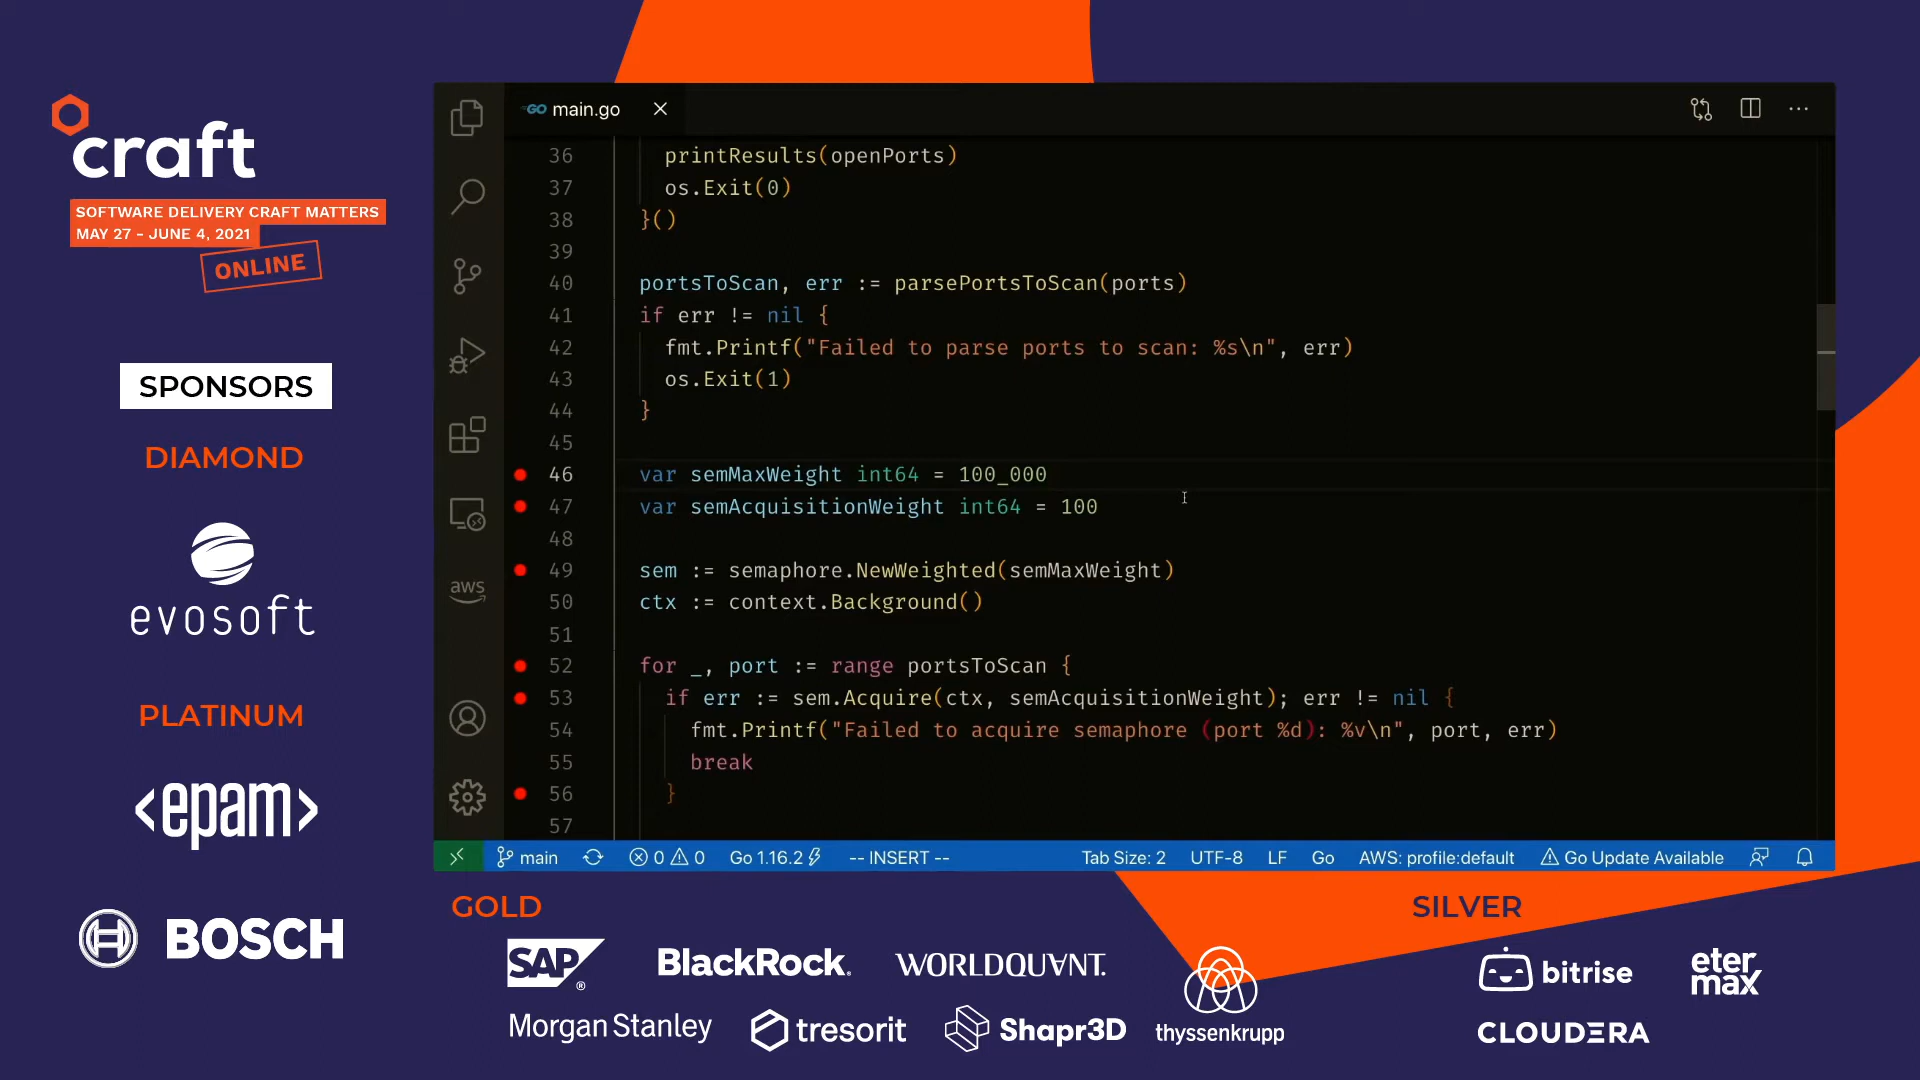 craft
SOFTWARE DELIVERY CRAFT MATTERS
MAY 27 - JUNE 4, 2021
ONLINE
SPONSORS
DIAMOND
evosoft
PLATINUM
<epam>
BOSCH
GO main.go
36 printResults(openPorts)
37 os.Exit(0)
38 }()
39
40 portsToScan, err := parsePortsToScan(ports)
41 if err != nil {
42 fmt.Printf("Failed to parse ports to scan: %s\n", err)
43 os.Exit(1)
44 }
45
46 var semMaxWeight int64 = 100_000
47 var semAcquisitionWeight int64 = 100
48
49 sem := semaphore.NewWeighted(semMaxWeight)
50 ctx := context.Background()
51
52 for _, port := range portsToScan {
53 if err := sem.Acquire(ctx, semAcquisitionWeight); err != nil {
54 fmt.Printf("Failed to acquire semaphore (port %d): %v\n", port, err)
55 break
56 }
57
aws
main 0 0 Go 1.16.2 -- INSERT -- Tab Size: 2 UTF-8 LF Go AWS: profile:default Go Update Available
GOLD
SAP® BlackRock. WORLDQUANT.
Morgan Stanley tresorit Shapr3D thyssenkrupp
SILVER
bitrise
eter
max
CLOUDERA